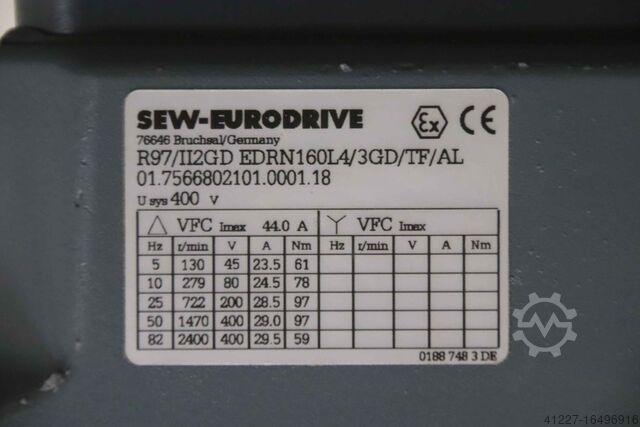 SEW-EURODRIVE Ex CE
76646 Bruchsal/Germany
R97/II2GD EDRN160L4/3GD/TF/AL
01.7566802101.0001.18
U sys 400 V
△ VFC Imax 44.0 A Y VFC Imax
Hz r/min V A Nm Hz r/min V A Nm
5 130 45 23.5 61
10 279 80 24.5 78
25 722 200 28.5 97
50 1470 400 29.0 97
82 2400 400 29.5 59
0188 748 3 DE
41227-16496916